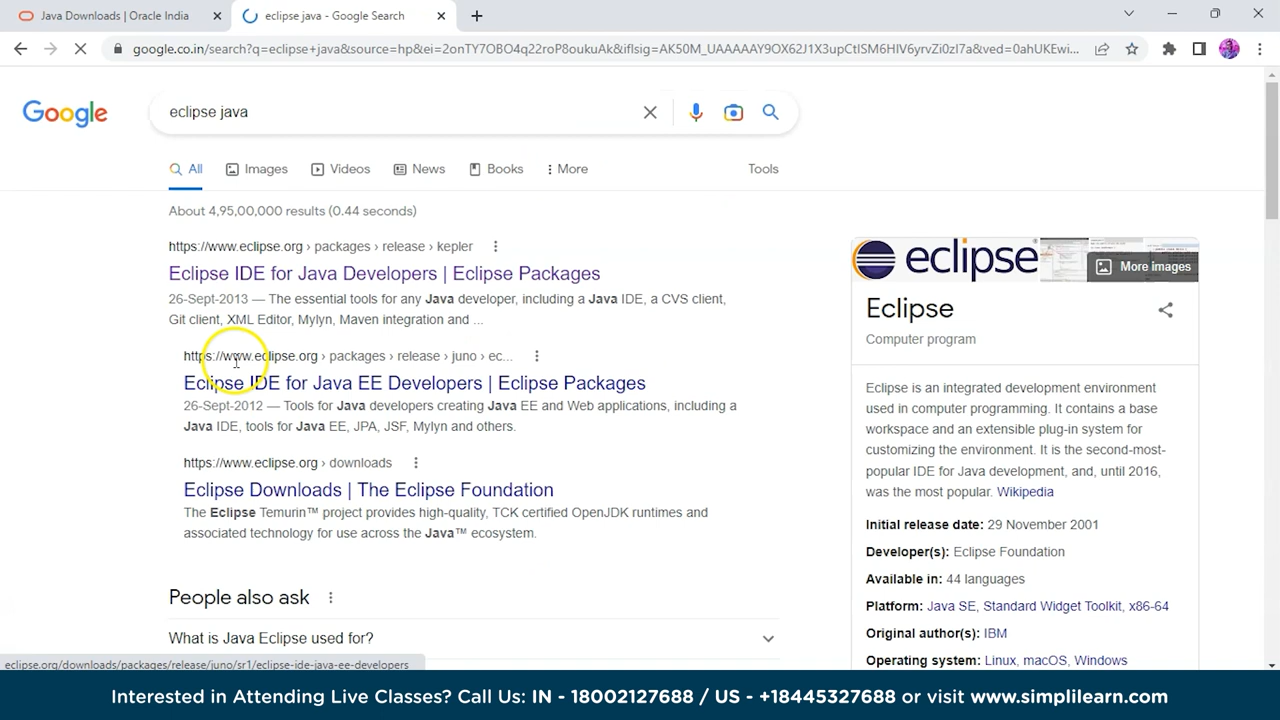 Java Downloads | Oracle India
eclipse java - Google Search
google.co.in/search?q=eclipse+java&source=hp&ei=2onTY7OBO4q22roP8oukuAk&iflsig=AK50M_UAAAAAY9OX62J1X3upCtISM6HIV6yrvZi0zI7a&ved=0ahUKEwi...
Google
eclipse java
All
Images
Videos
News
Books
More
Tools
About 4,95,00,000 results (0.44 seconds)
https://www.eclipse.org › packages › release › kepler
Eclipse IDE for Java Developers | Eclipse Packages
26-Sept-2013 — The essential tools for any Java developer, including a Java IDE, a CVS client,
Git client, XML Editor, Mylyn, Maven integration and ...
https://www.eclipse.org › packages › release › juno › ec...
Eclipse IDE for Java EE Developers | Eclipse Packages
26-Sept-2012 — Tools for Java developers creating Java EE and Web applications, including a
Java IDE, tools for Java EE, JPA, JSF, Mylyn and others.
https://www.eclipse.org › downloads
Eclipse Downloads | The Eclipse Foundation
The Eclipse Temurin™ project provides high-quality, TCK certified OpenJDK runtimes and
associated technology for use across the Java™ ecosystem.
People also ask
What is Java Eclipse used for?
eclipse
More images
Eclipse
Computer program
Eclipse is an integrated development environment
used in computer programming. It contains a base
workspace and an extensible plug-in system for
customizing the environment. It is the second-most-
popular IDE for Java development, and, until 2016,
was the most popular. Wikipedia
Initial release date: 29 November 2001
Developer(s): Eclipse Foundation
Available in: 44 languages
Platform: Java SE, Standard Widget Toolkit, x86-64
Original author(s): IBM
Operating system: Linux, macOS, Windows
eclipse.org/downloads/packages/release/juno/sr1/eclipse-ide-java-ee-developers
Interested in Attending Live Classes? Call Us: IN - 18002127688 / US - +18445327688 or visit www.simplilearn.com